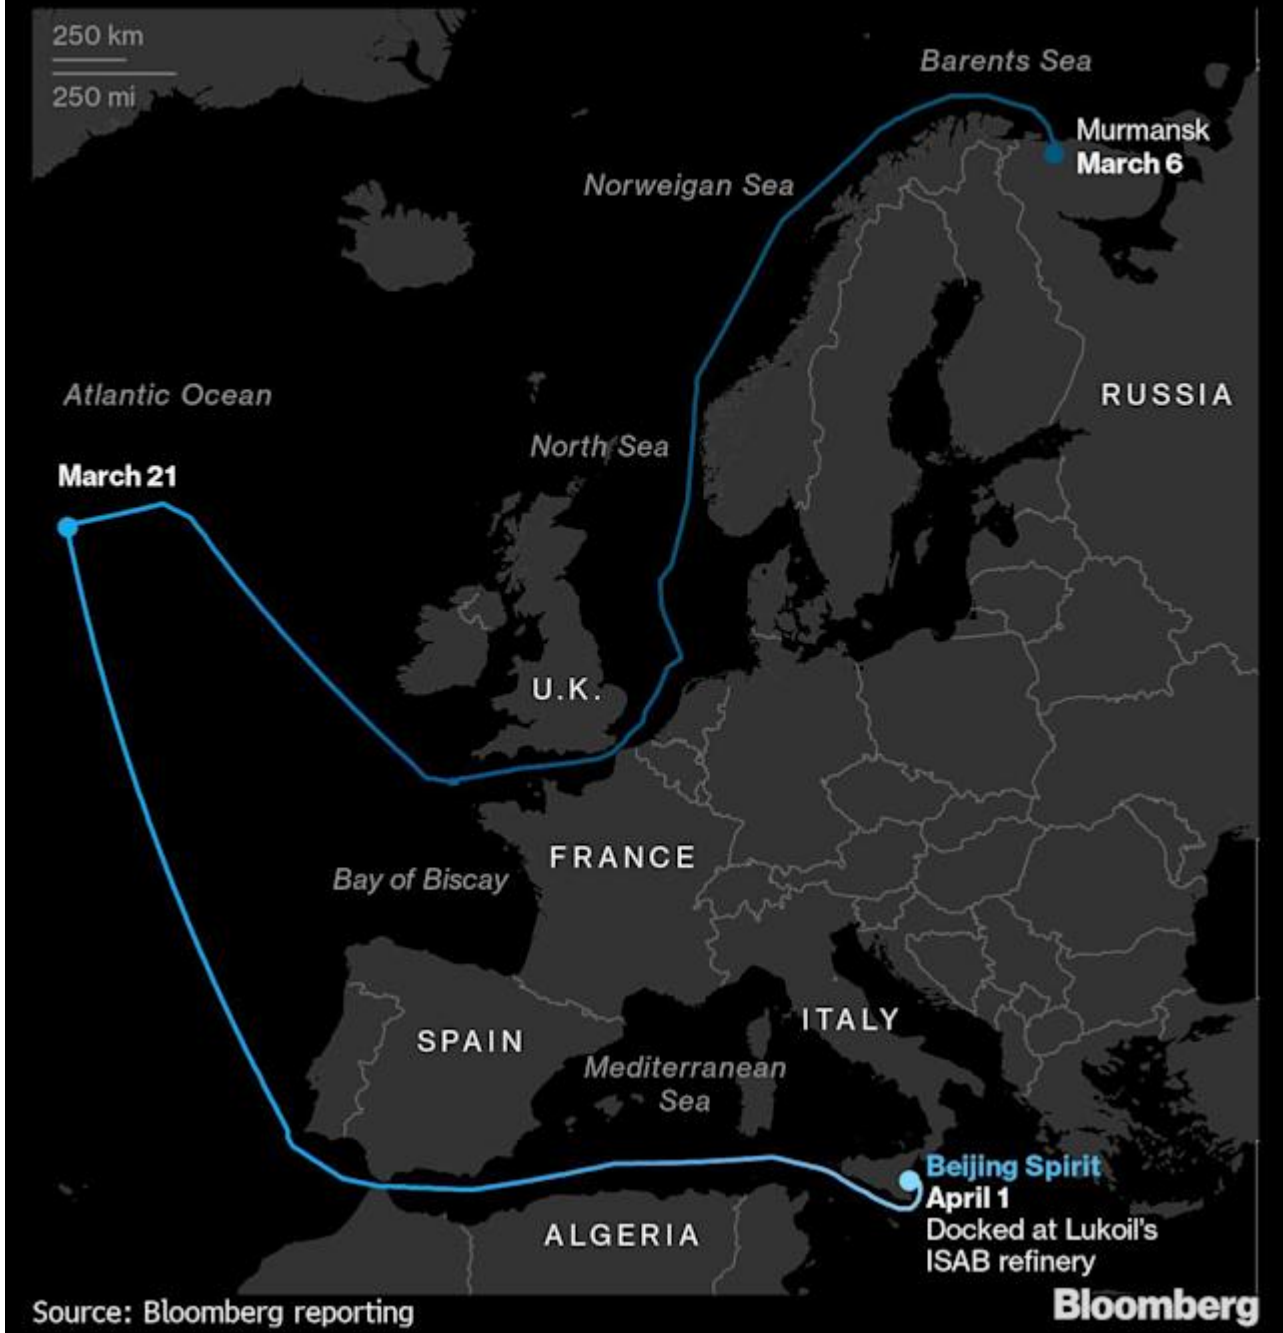 250 km
250 mi
Barents Sea
Murmansk
March 6
Norweigan Sea
Atlantic Ocean
RUSSIA
North Sea
March 21
U.K.
FRANCE
Bay of Biscay
ITALY
SPAIN
Mediterranean
Sea
Beijing Spirit
April 1
Docked at Lukoil's
ISAB refinery
ALGERIA
Source: Bloomberg reporting
Bloomberg